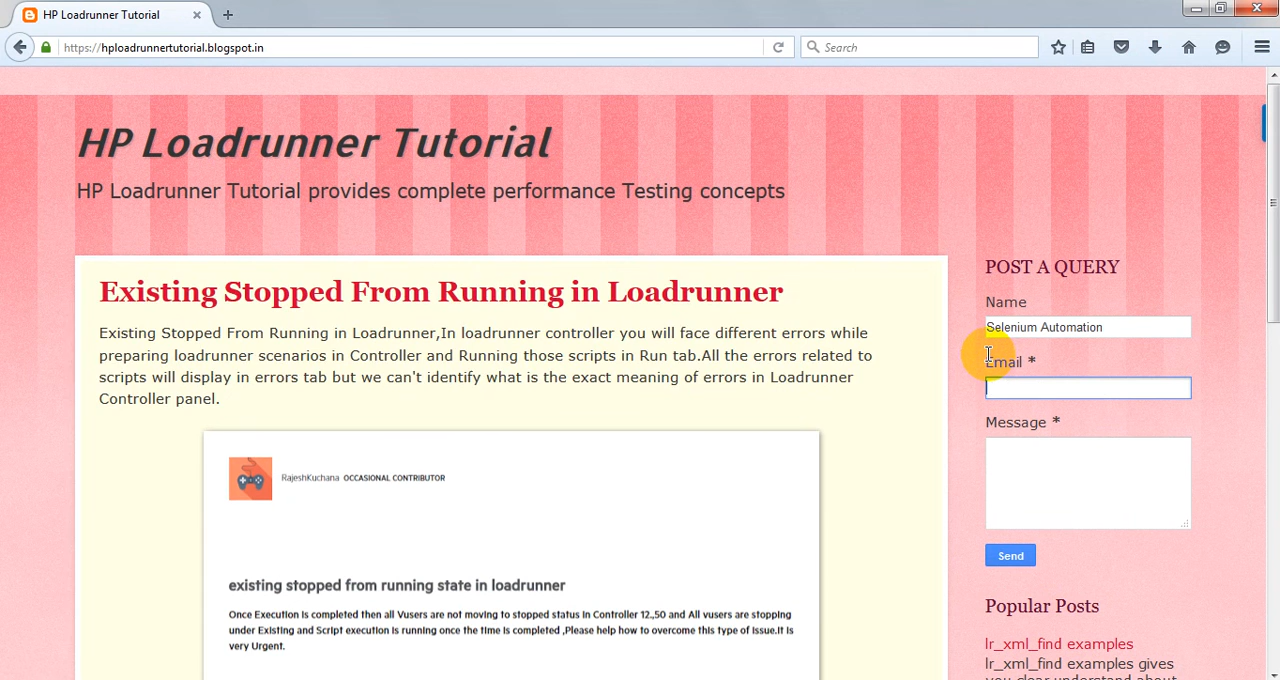 HP Loadrunner Tutorial
https://hploadrunnertutorial.blogspot.in
Search
HP Loadrunner Tutorial
HP Loadrunner Tutorial provides complete performance Testing concepts
Existing Stopped From Running in Loadrunner
Existing Stopped From Running in Loadrunner,In loadrunner controller you will face different errors while
preparing loadrunner scenarios in Controller and Running those scripts in Run tab.All the errors related to
scripts will display in errors tab but we can't identify what is the exact meaning of errors in Loadrunner
Controller panel.
RajeshKuchana OCCASIONAL CONTRIBUTOR
existing stopped from running state in loadrunner
Once Execution is completed then all Vusers are not moving to stopped status in Controller 12.,50 and All vusers are stopping
under Existing and Script execution is running once the time is completed ,Please help how to overcome this type of issue.It is
very Urgent.
POST A QUERY
Name
Selenium Automation
Email *
Message *
Send
Popular Posts
lr_xml_find examples
lr_xml_find examples gives
you clear understand about